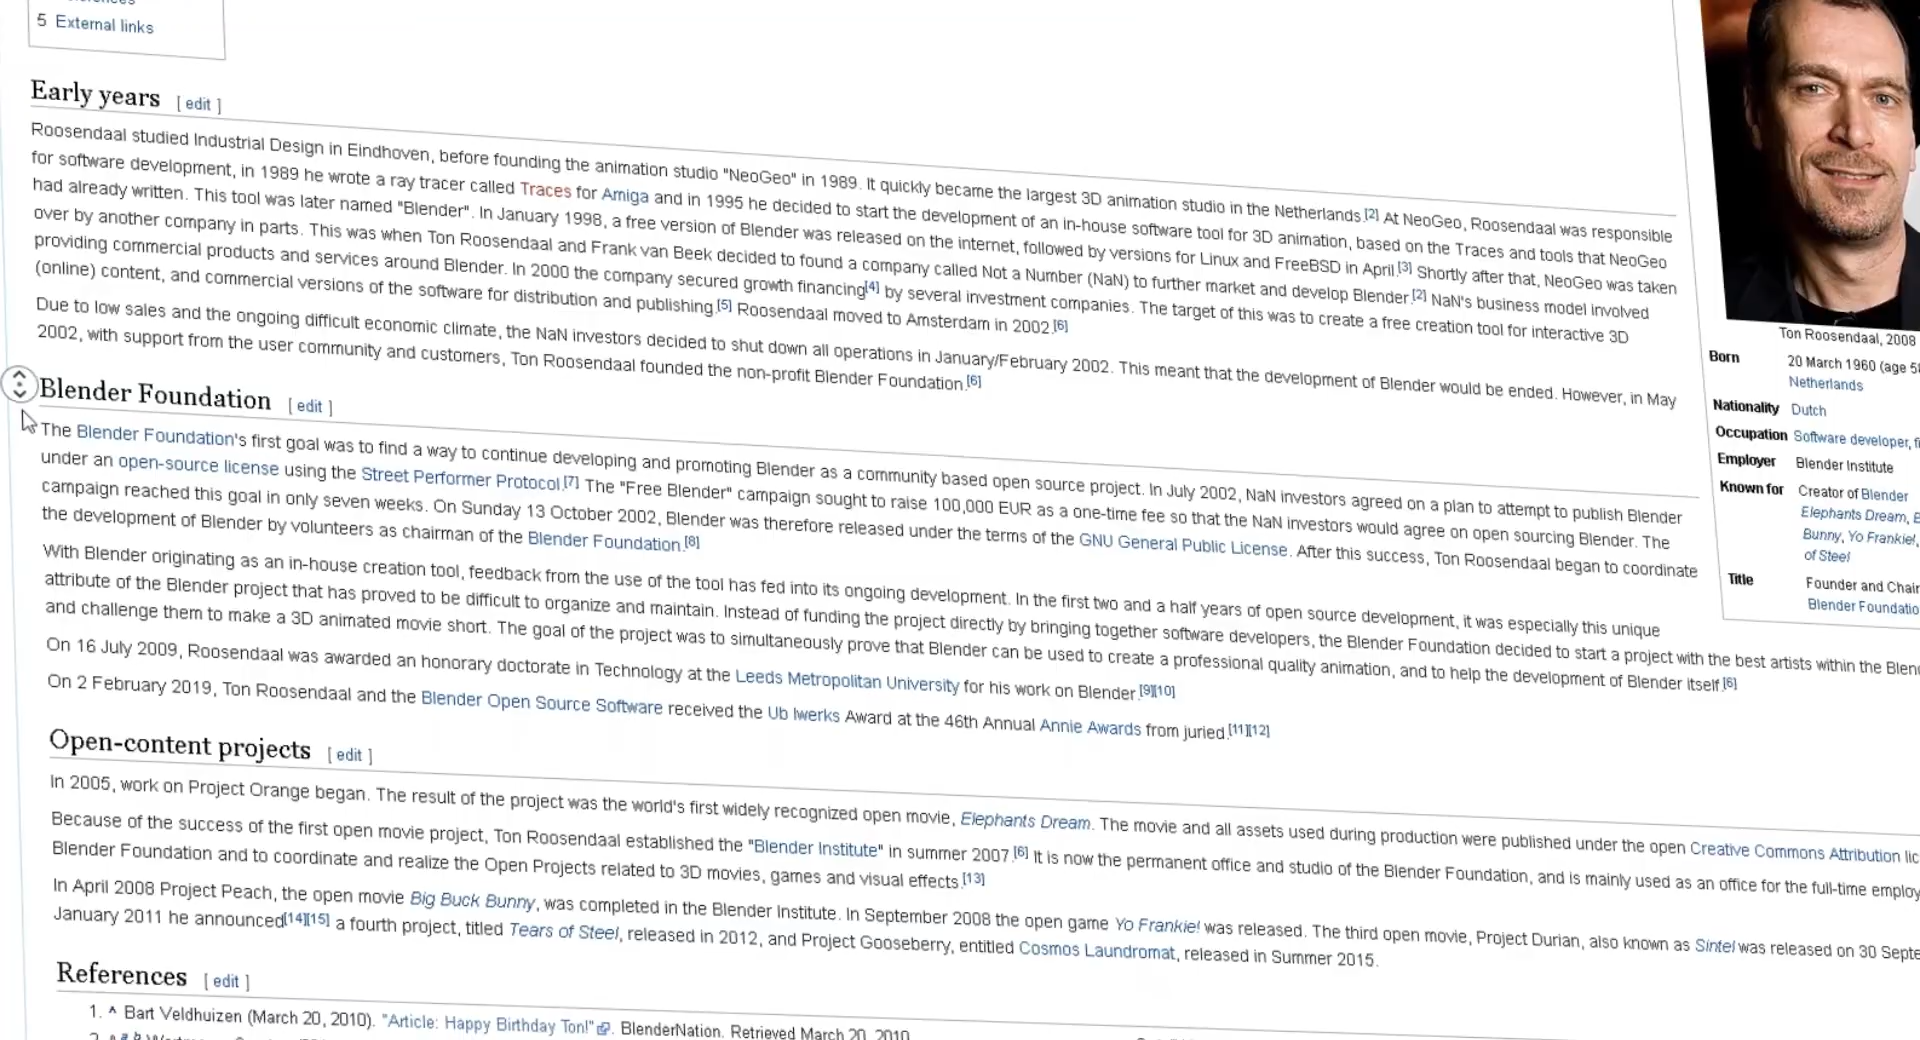 5 External links
Early years [ edit ]
Roosendaal studied Industrial Design in Eindhoven, before founding the animation studio "NeoGeo" in 1989. It quickly became the largest 3D animation studio in the Netherlands.[2] At NeoGeo, Roosendaal was responsible
for software development, in 1989 he wrote a ray tracer called Traces for Amiga and in 1995 he decided to start the development of an in-house software tool for 3D animation, based on the Traces and tools that NeoGeo
had already written. This tool was later named "Blender". In January 1998, a free version of Blender was released on the internet, followed by versions for Linux and FreeBSD in April.[3] Shortly after that, NeoGeo was taken
over by another company in parts. This was when Ton Roosendaal and Frank van Beek decided to found a company called Not a Number (NaN) to further market and develop Blender.[2] NaN's business model involved
providing commercial products and services around Blender. In 2000 the company secured growth financing[4] by several investment companies. The target of this was to create a free creation tool for interactive 3D
(online) content, and commercial versions of the software for distribution and publishing.[5] Roosendaal moved to Amsterdam in 2002.[6]
Due to low sales and the ongoing difficult economic climate, the NaN investors decided to shut down all operations in January/February 2002. This meant that the development of Blender would be ended. However, in May
2002, with support from the user community and customers, Ton Roosendaal founded the non-profit Blender Foundation.[6]
Blender Foundation [ edit ]
The Blender Foundation's first goal was to find a way to continue developing and promoting Blender as a community based open source project. In July 2002, NaN investors agreed on a plan to attempt to publish Blender
under an open-source license using the Street Performer Protocol.[7] The "Free Blender" campaign sought to raise 100,000 EUR as a one-time fee so that the NaN investors would agree on open sourcing Blender. The
campaign reached this goal in only seven weeks. On Sunday 13 October 2002, Blender was therefore released under the terms of the GNU General Public License. After this success, Ton Roosendaal began to coordinate
the development of Blender by volunteers as chairman of the Blender Foundation.[8]
With Blender originating as an in-house creation tool, feedback from the use of the tool has fed into its ongoing development. In the first two and a half years of open source development, it was especially this unique
attribute of the Blender project that has proved to be difficult to organize and maintain. Instead of funding the project directly by bringing together software developers, the Blender Foundation decided to start a project with the best artists within the
and challenge them to make a 3D animated movie short. The goal of the project was to simultaneously prove that Blender can be used to create a professional quality animation, and to help the development of Blender itself.[6]
On 16 July 2009, Roosendaal was awarded an honorary doctorate in Technology at the Leeds Metropolitan University for his work on Blender.[9][10]
On 2 February 2019, Ton Roosendaal and the Blender Open Source Software received the Ub Iwerks Award at the 46th Annual Annie Awards from juried.[11][12]
Open-content projects [ edit ]
In 2005, work on Project Orange began. The result of the project was the world's first widely recognized open movie, Elephants Dream. The movie and all assets used during production were published under the open Creative Commons Attribution lic
Because of the success of the first open movie project, Ton Roosendaal established the "Blender Institute" in summer 2007.[6] It is now the permanent office and studio of the Blender Foundation, and is mainly used as an office for the full-time employ
Blender Foundation and to coordinate and realize the Open Projects related to 3D movies, games and visual effects.[13]
In April 2008 Project Peach, the open movie Big Buck Bunny, was completed in the Blender Institute. In September 2008 the open game Yo Frankie! was released. The third open movie, Project Durian, also known as Sintel was released on 30 Septe
January 2011 he announced[14][15] a fourth project, titled Tears of Steel, released in 2012, and Project Gooseberry, entitled Cosmos Laundromat, released in Summer 2015.
References [ edit ]
1. ^ Bart Veldhuizen (March 20, 2010). "Article: Happy Birthday Ton!". BlenderNation. Retrieved March 20, 2010
Ton Roosendaal, 2008
Born 20 March 1960 (age
Netherlands
Nationality Dutch
Occupation Software developer,
Employer Blender Institute
Known for Creator of Blender
Elephants Dream,
Bunny, Yo Frankie!,
of Steel
Title Founder and Chair
Blender Foundatio